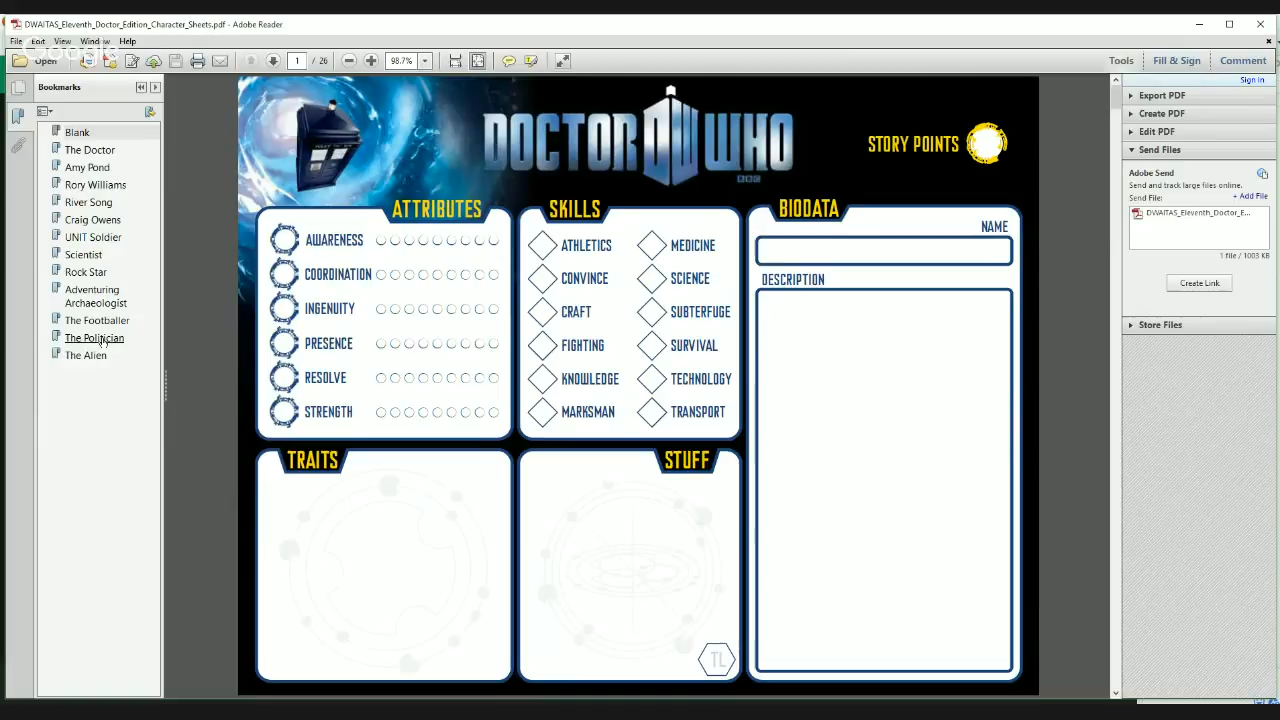 DWAITAS_Eleventh_Doctor_Edition_Character_Sheets.pdf - Adobe Reader
File Edit View Window Help
Google
Open
1 / 26
98.7%
Tools
Fill & Sign
Comment
Sign In
Bookmarks
Blank
The Doctor
Amy Pond
Rory Williams
River Song
Craig Owens
UNIT Soldier
Scientist
Rock Star
Adventuring
Archaeologist
The Footballer
The Politician
The Alien
DOCTOR WHO
BBC
STORY POINTS
ATTRIBUTES
AWARENESS
COORDINATION
INGENUITY
PRESENCE
RESOLVE
STRENGTH
SKILLS
ATHLETICS
CONVINCE
CRAFT
FIGHTING
KNOWLEDGE
MARKSMAN
MEDICINE
SCIENCE
SUBTERFUGE
SURVIVAL
TECHNOLOGY
TRANSPORT
BIODATA
NAME
DESCRIPTION
TRAITS
STUFF
TL
Export PDF
Create PDF
Edit PDF
Send Files
Adobe Send
Send and track large files online.
Send File:
+ Add File
DWAITAS_Eleventh_Doctor_E...
1 file / 1003 KB
Create Link
Store Files